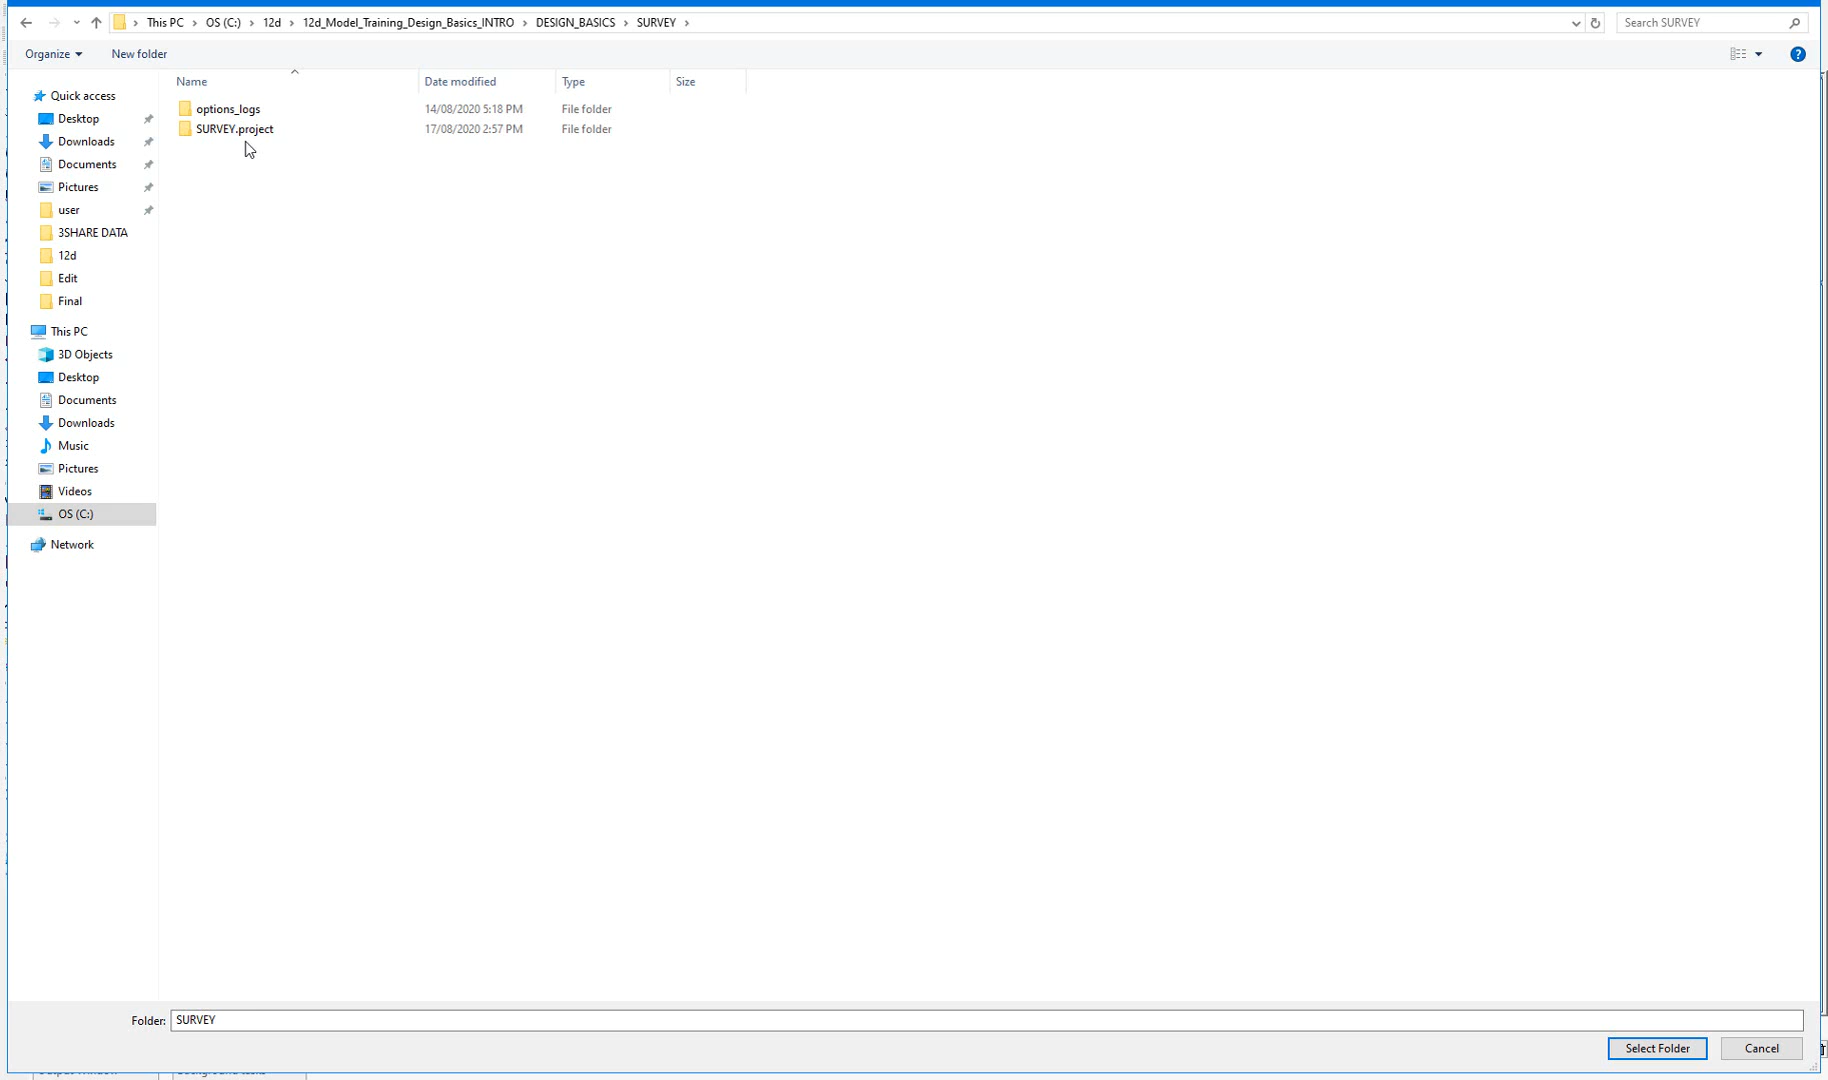 This PC > OS (C:) > 12d > 12d_Model_Training_Design_Basics_INTRO > DESIGN_BASICS > SURVEY >
Search SURVEY
Organize
New folder
Name
Date modified
Type
Size
options_logs 14/08/2020 5:18 PM File folder
SURVEY.project 17/08/2020 2:57 PM File folder
Quick access
Desktop
Downloads
Documents
Pictures
user
3SHARE DATA
12d
Edit
Final
This PC
3D Objects
Desktop
Documents
Downloads
Music
Pictures
Videos
OS (C:)
Network
Folder: SURVEY
Select Folder
Cancel